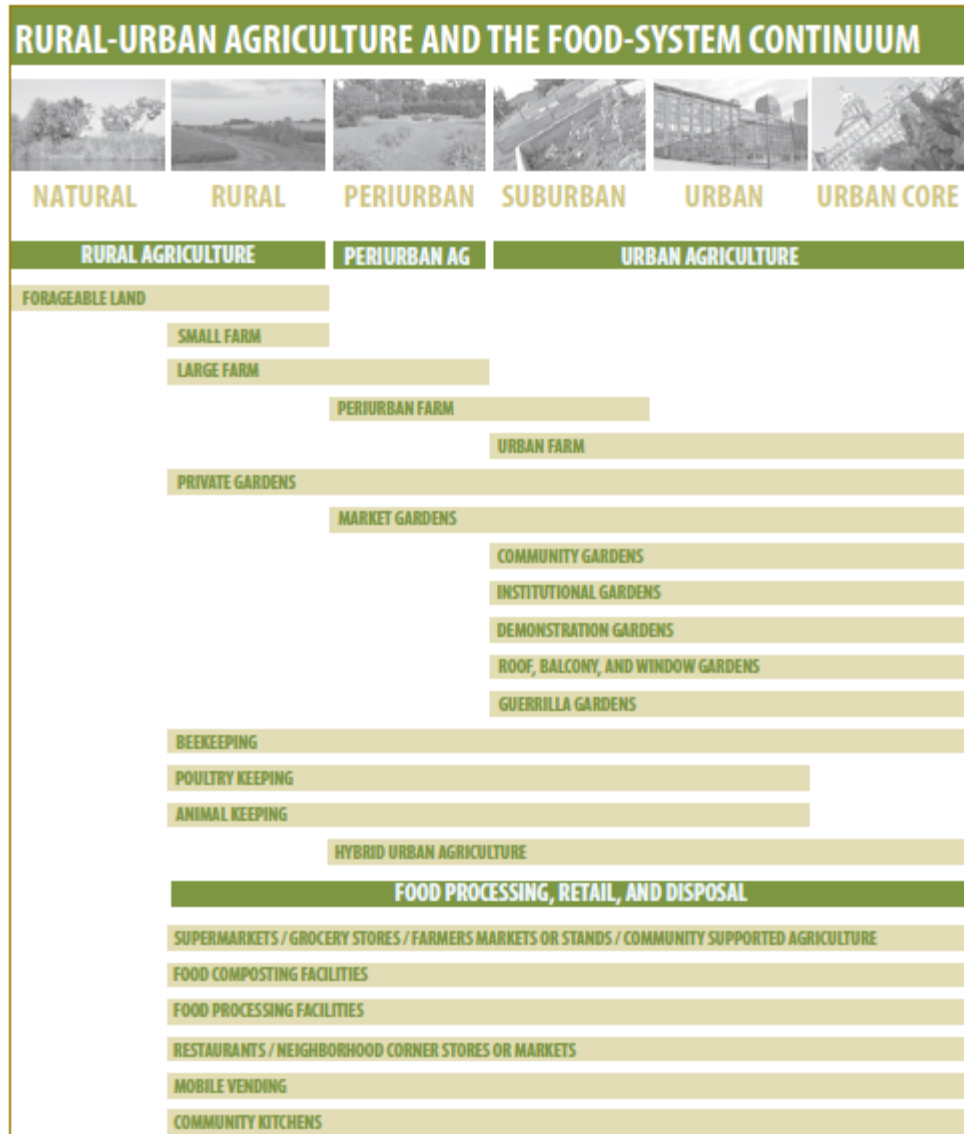 RURAL-URBAN AGRICULTURE AND THE FOOD-SYSTEM CONTINUUM
NATURAL RURAL PERIURBAN SUBURBAN URBAN URBAN CORE
RURAL AGRICULTURE PERIURBAN AG URBAN AGRICULTURE
FORAGEABLE LAND
SMALL FARM
LARGE FARM
PERIURBAN FARM
URBAN FARM
PRIVATE GARDENS
MARKET GARDENS
COMMUNITY GARDENS
INSTITUTIONAL GARDENS
DEMONSTRATION GARDENS
ROOF, BALCONY, AND WINDOW GARDENS
GUERRILLA GARDENS
BEEKEEPING
POULTRY KEEPING
ANIMAL KEEPING
HYBRID URBAN AGRICULTURE
FOOD PROCESSING, RETAIL, AND DISPOSAL
SUPERMARKETS / GROCERY STORES / FARMERS MARKETS OR STANDS / COMMUNITY SUPPORTED AGRICULTURE
FOOD COMPOSTING FACILITIES
FOOD PROCESSING FACILITIES
RESTAURANTS / NEIGHBORHOOD CORNER STORES OR MARKETS
MOBILE VENDING
COMMUNITY KITCHENS